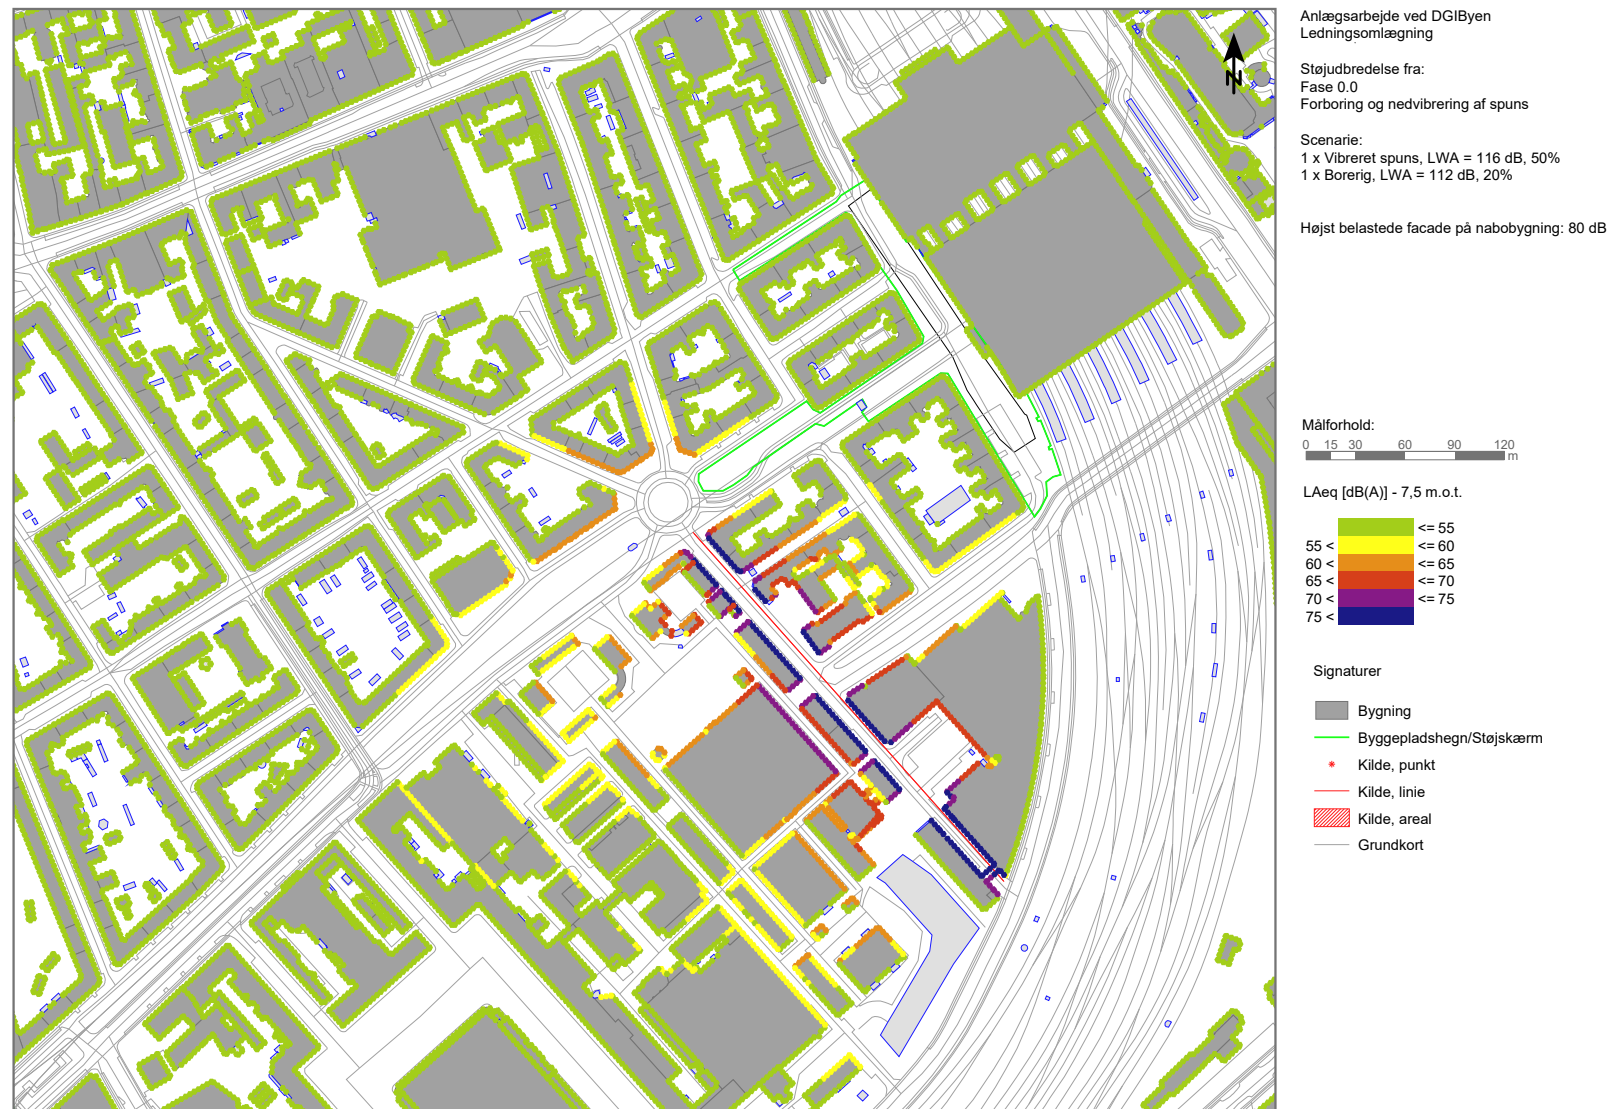 Anlægsarbejde ved DGIByen
Ledningsomlægning
Støjudbredelse fra:
Fase 0.0
Forboring og nedvibrering af spuns
Scenarie:
1 x Vibreret spuns, LWA = 116 dB, 50%
1 x Borerig, LWA = 112 dB, 20%
Højst belastede facade på nabobygning: 80 dB
N
Målforhold:
0 15 30 60 90 120
m
LAeq [dB(A)] - 7,5 m.o.t.
<= 55
55 < <= 60
60 < <= 65
65 < <= 70
70 < <= 75
75 <
Signaturer
Bygning
Byggepladshegn/Støjskærm
Kilde, punkt
Kilde, linie
Kilde, areal
Grundkort